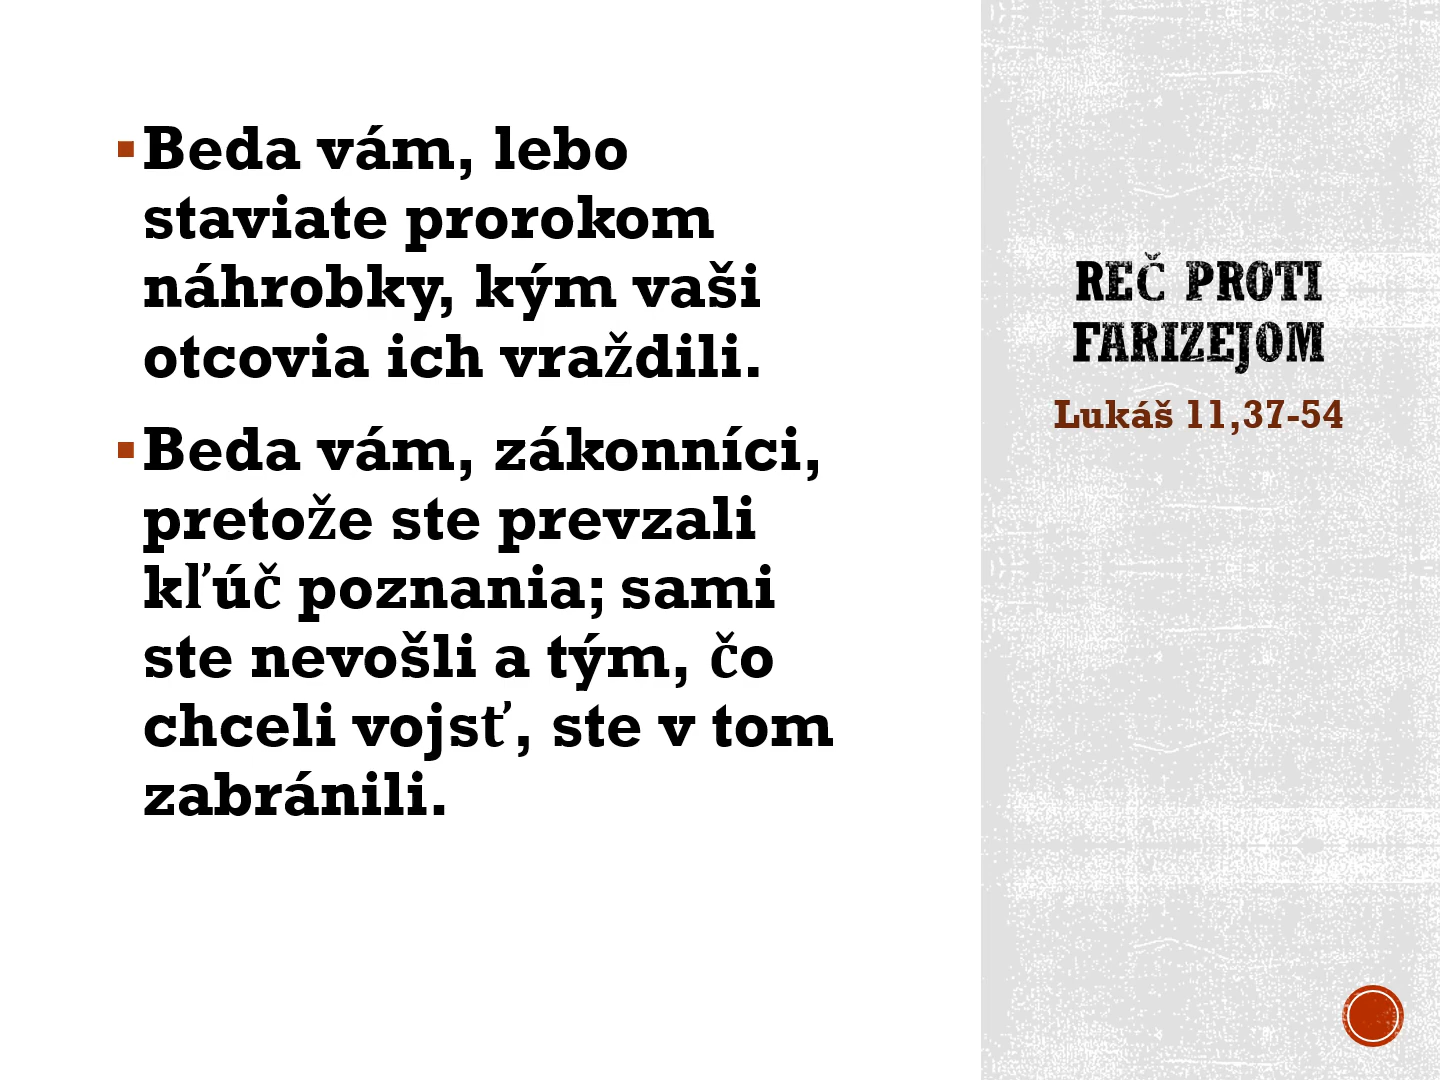 Beda vám, lebo
staviate prorokom
náhrobky, kým vaši
otcovia ich vraždili.
Beda vám, zákonníci,
pretože ste prevzali
kľúč poznania; sami
ste nevošli a tým, čo
chceli vojsť, ste v tom
zabránili.
REČ PROTI
FARIZEJOM
Lukáš 11,37-54